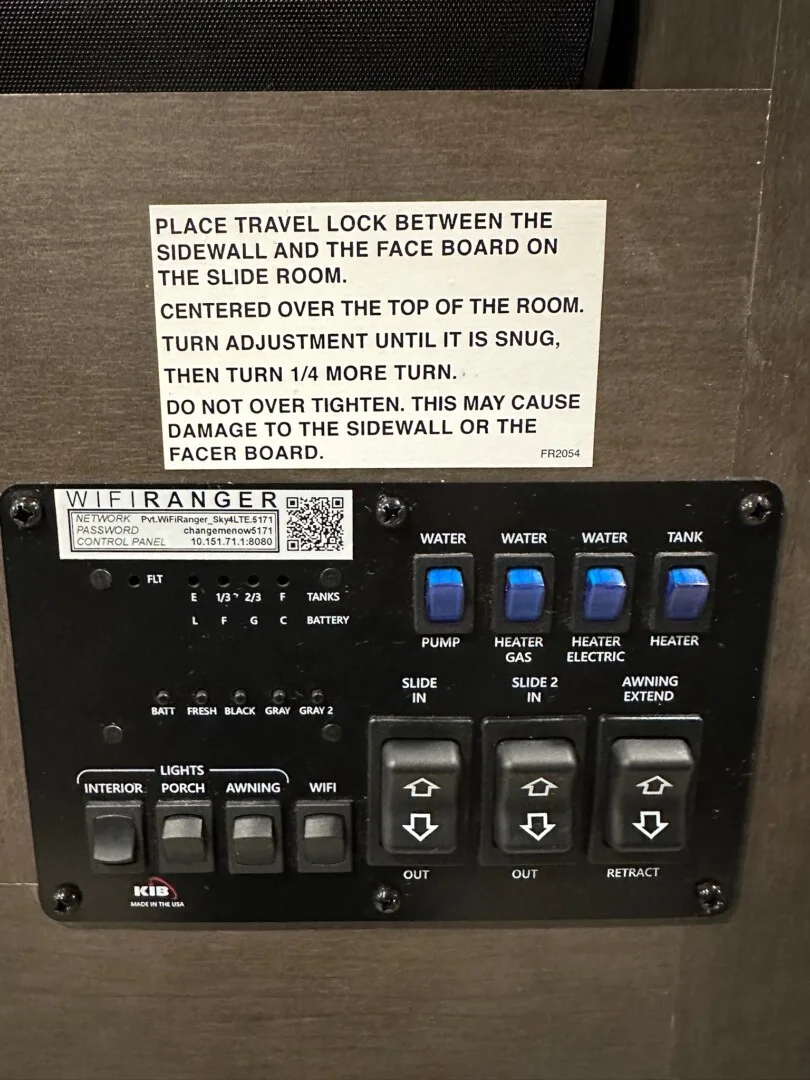 PLACE TRAVEL LOCK BETWEEN THE
SIDEWALL AND THE FACE BOARD ON
THE SLIDE ROOM.
CENTERED OVER THE TOP OF THE ROOM.
TURN ADJUSTMENT UNTIL IT IS SNUG,
THEN TURN 1/4 MORE TURN.
DO NOT OVER TIGHTEN. THIS MAY CAUSE
DAMAGE TO THE SIDEWALL OR THE
FACER BOARD.
FR2054
WIFIRANGER
NETWORK Pvt.WiFiRanger_Sky4LTE.5171
PASSWORD changemenow5171
CONTROL PANEL 10.151.71.1:8080
FLT
E 1/3 2/3 F TANKS
L F G C BATTERY
BATT FRESH BLACK GRAY GRAY 2
LIGHTS
INTERIOR PORCH AWNING WIFI
KIB
MADE IN THE USA
WATER WATER WATER TANK
PUMP HEATER GAS HEATER ELECTRIC HEATER
SLIDE IN SLIDE 2 IN AWNING EXTEND
OUT OUT RETRACT